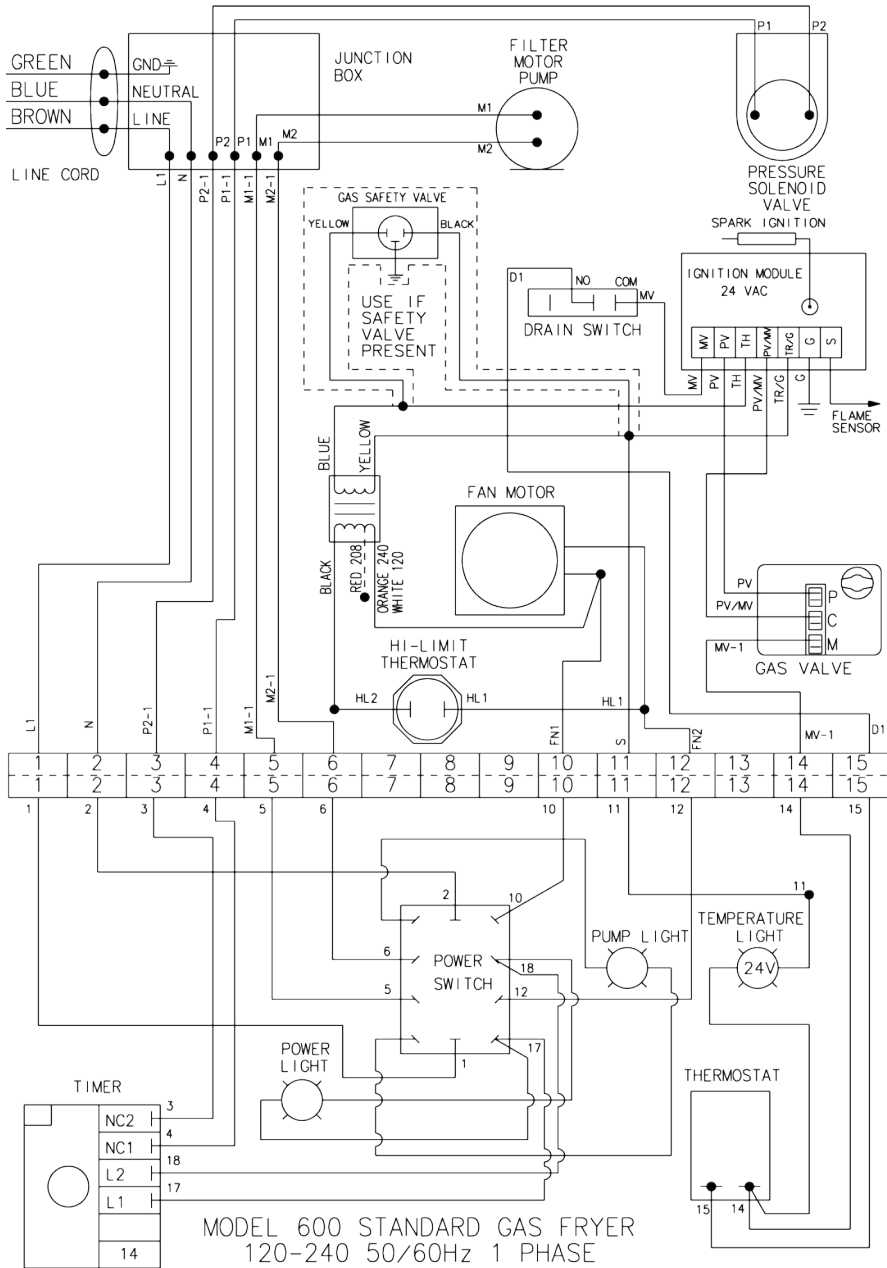 GREEN
BLUE
BROWN
LINE CORD
GND
NEUTRAL
LINE
JUNCTION
BOX
P2
P1
M1
M2
L1
N
P2-1
P1-1
M1-1
M2-1
FILTER
MOTOR
PUMP
M1
M2
P1
P2
PRESSURE
SOLENOID
VALVE
SPARK IGNITION
IGNITION MODULE
24 VAC
MV
PV
TH
PV/MV
TR/G
G
S
MV
PV
TH
PV/MV
TR/G
G
FLAME
SENSOR
GAS SAFETY VALVE
YELLOW
BLACK
USE IF
SAFETY
VALVE
PRESENT
D1
NO
COM
MV
DRAIN SWITCH
BLUE
YELLOW
BLACK
RED 208
ORANGE 240
WHITE 120
FAN MOTOR
HI-LIMIT
THERMOSTAT
HL2
HL1
HL1
PV
PV/MV
MV-1
P
C
M
GAS VALVE
L1
N
P2-1
P1-1
M1-1
M2-1
FN1
S
FN2
MV-1
D1
1 2 3 4 5 6 7 8 9 10 11 12 13 14 15
1 2 3 4 5 6 7 8 9 10 11 12 13 14 15
1 2 3 4 5 6 10 11 12 14 15
2
10
6
POWER
SWITCH
18
5
12
17
1
PUMP LIGHT
11
TEMPERATURE
LIGHT
24V
POWER
LIGHT
THERMOSTAT
15
14
TIMER
NC2
3
NC1
4
L2
18
L1
17
14
MODEL 600 STANDARD GAS FRYER
120-240 50/60Hz 1 PHASE